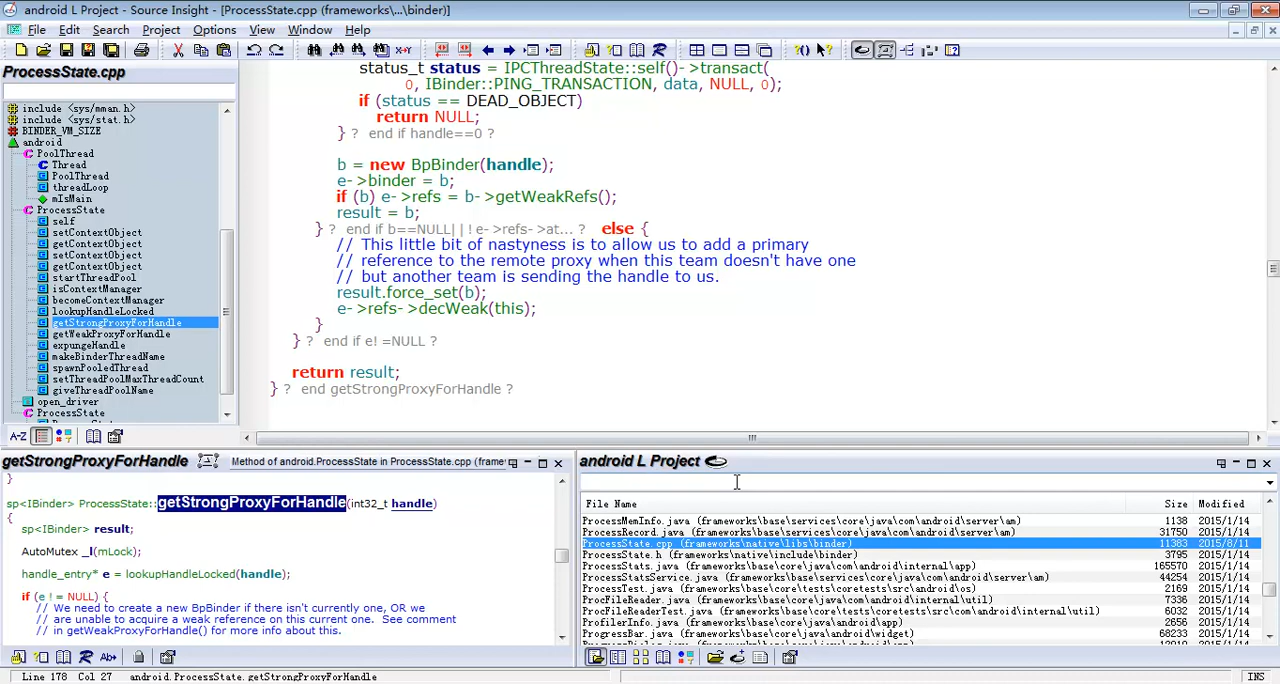 android L Project - Source Insight - [ProcessState.cpp (frameworks\...\binder)]
File Edit Search Project Options View Window Help
ProcessState.cpp
include <sys/mman.h>
include <sys/stat.h>
BINDER_VM_SIZE
android
PoolThread
Thread
PoolThread
threadLoop
mIsMain
ProcessState
self
setContextObject
getContextObject
setContextObject
getContextObject
startThreadPool
isContextManager
becomeContextManager
lookupHandleLocked
getStrongProxyForHandle
getWeakProxyForHandle
expungeHandle
makeBinderThreadName
spawnPooledThread
setThreadPoolMaxThreadCount
giveThreadPoolName
open_driver
ProcessState
A-Z
status_t status = IPCThreadState::self()->transact(
0, IBinder::PING_TRANSACTION, data, NULL, 0);
if (status == DEAD_OBJECT)
return NULL;
} ? end if handle==0 ?
b = new BpBinder(handle);
e->binder = b;
if (b) e->refs = b->getWeakRefs();
result = b;
} ? end if b==NULL||!e->refs->at... ? else {
// This little bit of nastyness is to allow us to add a primary
// reference to the remote proxy when this team doesn't have one
// but another team is sending the handle to us.
result.force_set(b);
e->refs->decWeak(this);
}
} ? end if e!=NULL ?
return result;
} ? end getStrongProxyForHandle ?
getStrongProxyForHandle Method of android.ProcessState in ProcessState.cpp (frame
}
sp<IBinder> ProcessState::getStrongProxyForHandle(int32_t handle)
{
sp<IBinder> result;
AutoMutex _l(mLock);
handle_entry* e = lookupHandleLocked(handle);
if (e != NULL) {
// We need to create a new BpBinder if there isn't currently one, OR we
// are unable to acquire a weak reference on this current one. See comment
// in getWeakProxyForHandle() for more info about this.
android L Project
File Name Size Modified
ProcessMemInfo.java (frameworks\base\services\core\java\com\android\server\am) 1138 2015/1/14
ProcessRecord.java (frameworks\base\services\core\java\com\android\server\am) 31750 2015/1/14
ProcessState.cpp (frameworks\native\libs\binder) 11383 2015/8/11
ProcessState.h (frameworks\native\include\binder) 3795 2015/1/14
ProcessStats.java (frameworks\base\core\java\com\android\internal\app) 165570 2015/1/14
ProcessStatsService.java (frameworks\base\services\core\java\com\android\server\am) 44254 2015/1/14
ProcessTest.java (frameworks\base\core\tests\coretests\src\android\os) 2169 2015/1/14
ProcFileReader.java (frameworks\base\core\java\com\android\internal\util) 7336 2015/1/14
ProcFileReaderTest.java (frameworks\base\core\tests\coretests\src\com\android\internal\util) 6032 2015/1/14
ProfilerInfo.java (frameworks\base\core\java\android\app) 2656 2015/1/14
ProgressBar.java (frameworks\base\core\java\android\widget) 68233 2015/1/14
Line 178 Col 27 android.ProcessState.getStrongProxyForHandle INS